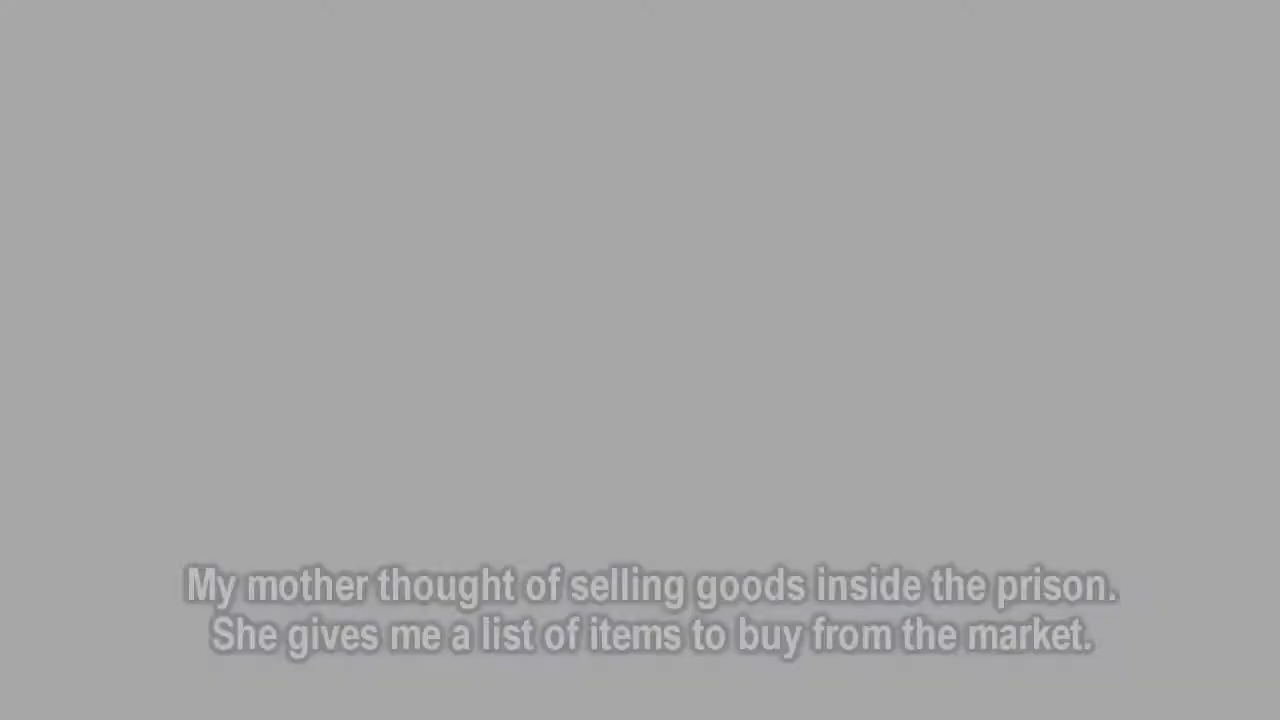 My mother thought of selling goods inside the prison.
She gives me a list of items to buy from the market.